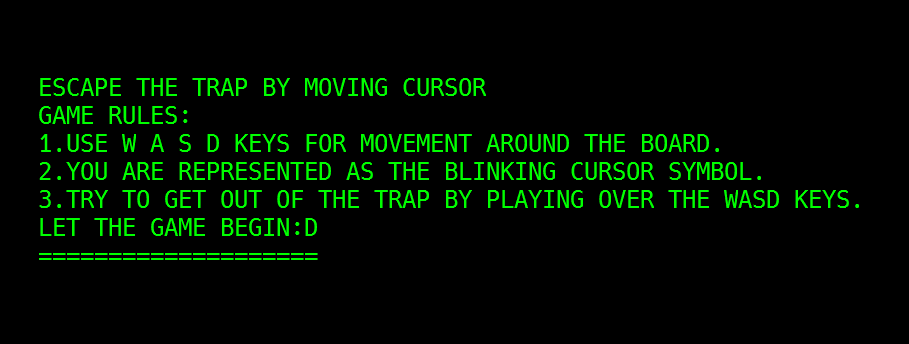 ESCAPE THE TRAP BY MOVING CURSOR
GAME RULES:
1.USE W A S D KEYS FOR MOVEMENT AROUND THE BOARD.
2.YOU ARE REPRESENTED AS THE BLINKING CURSOR SYMBOL.
3.TRY TO GET OUT OF THE TRAP BY PLAYING OVER THE WASD KEYS.
LET THE GAME BEGIN:D
====================